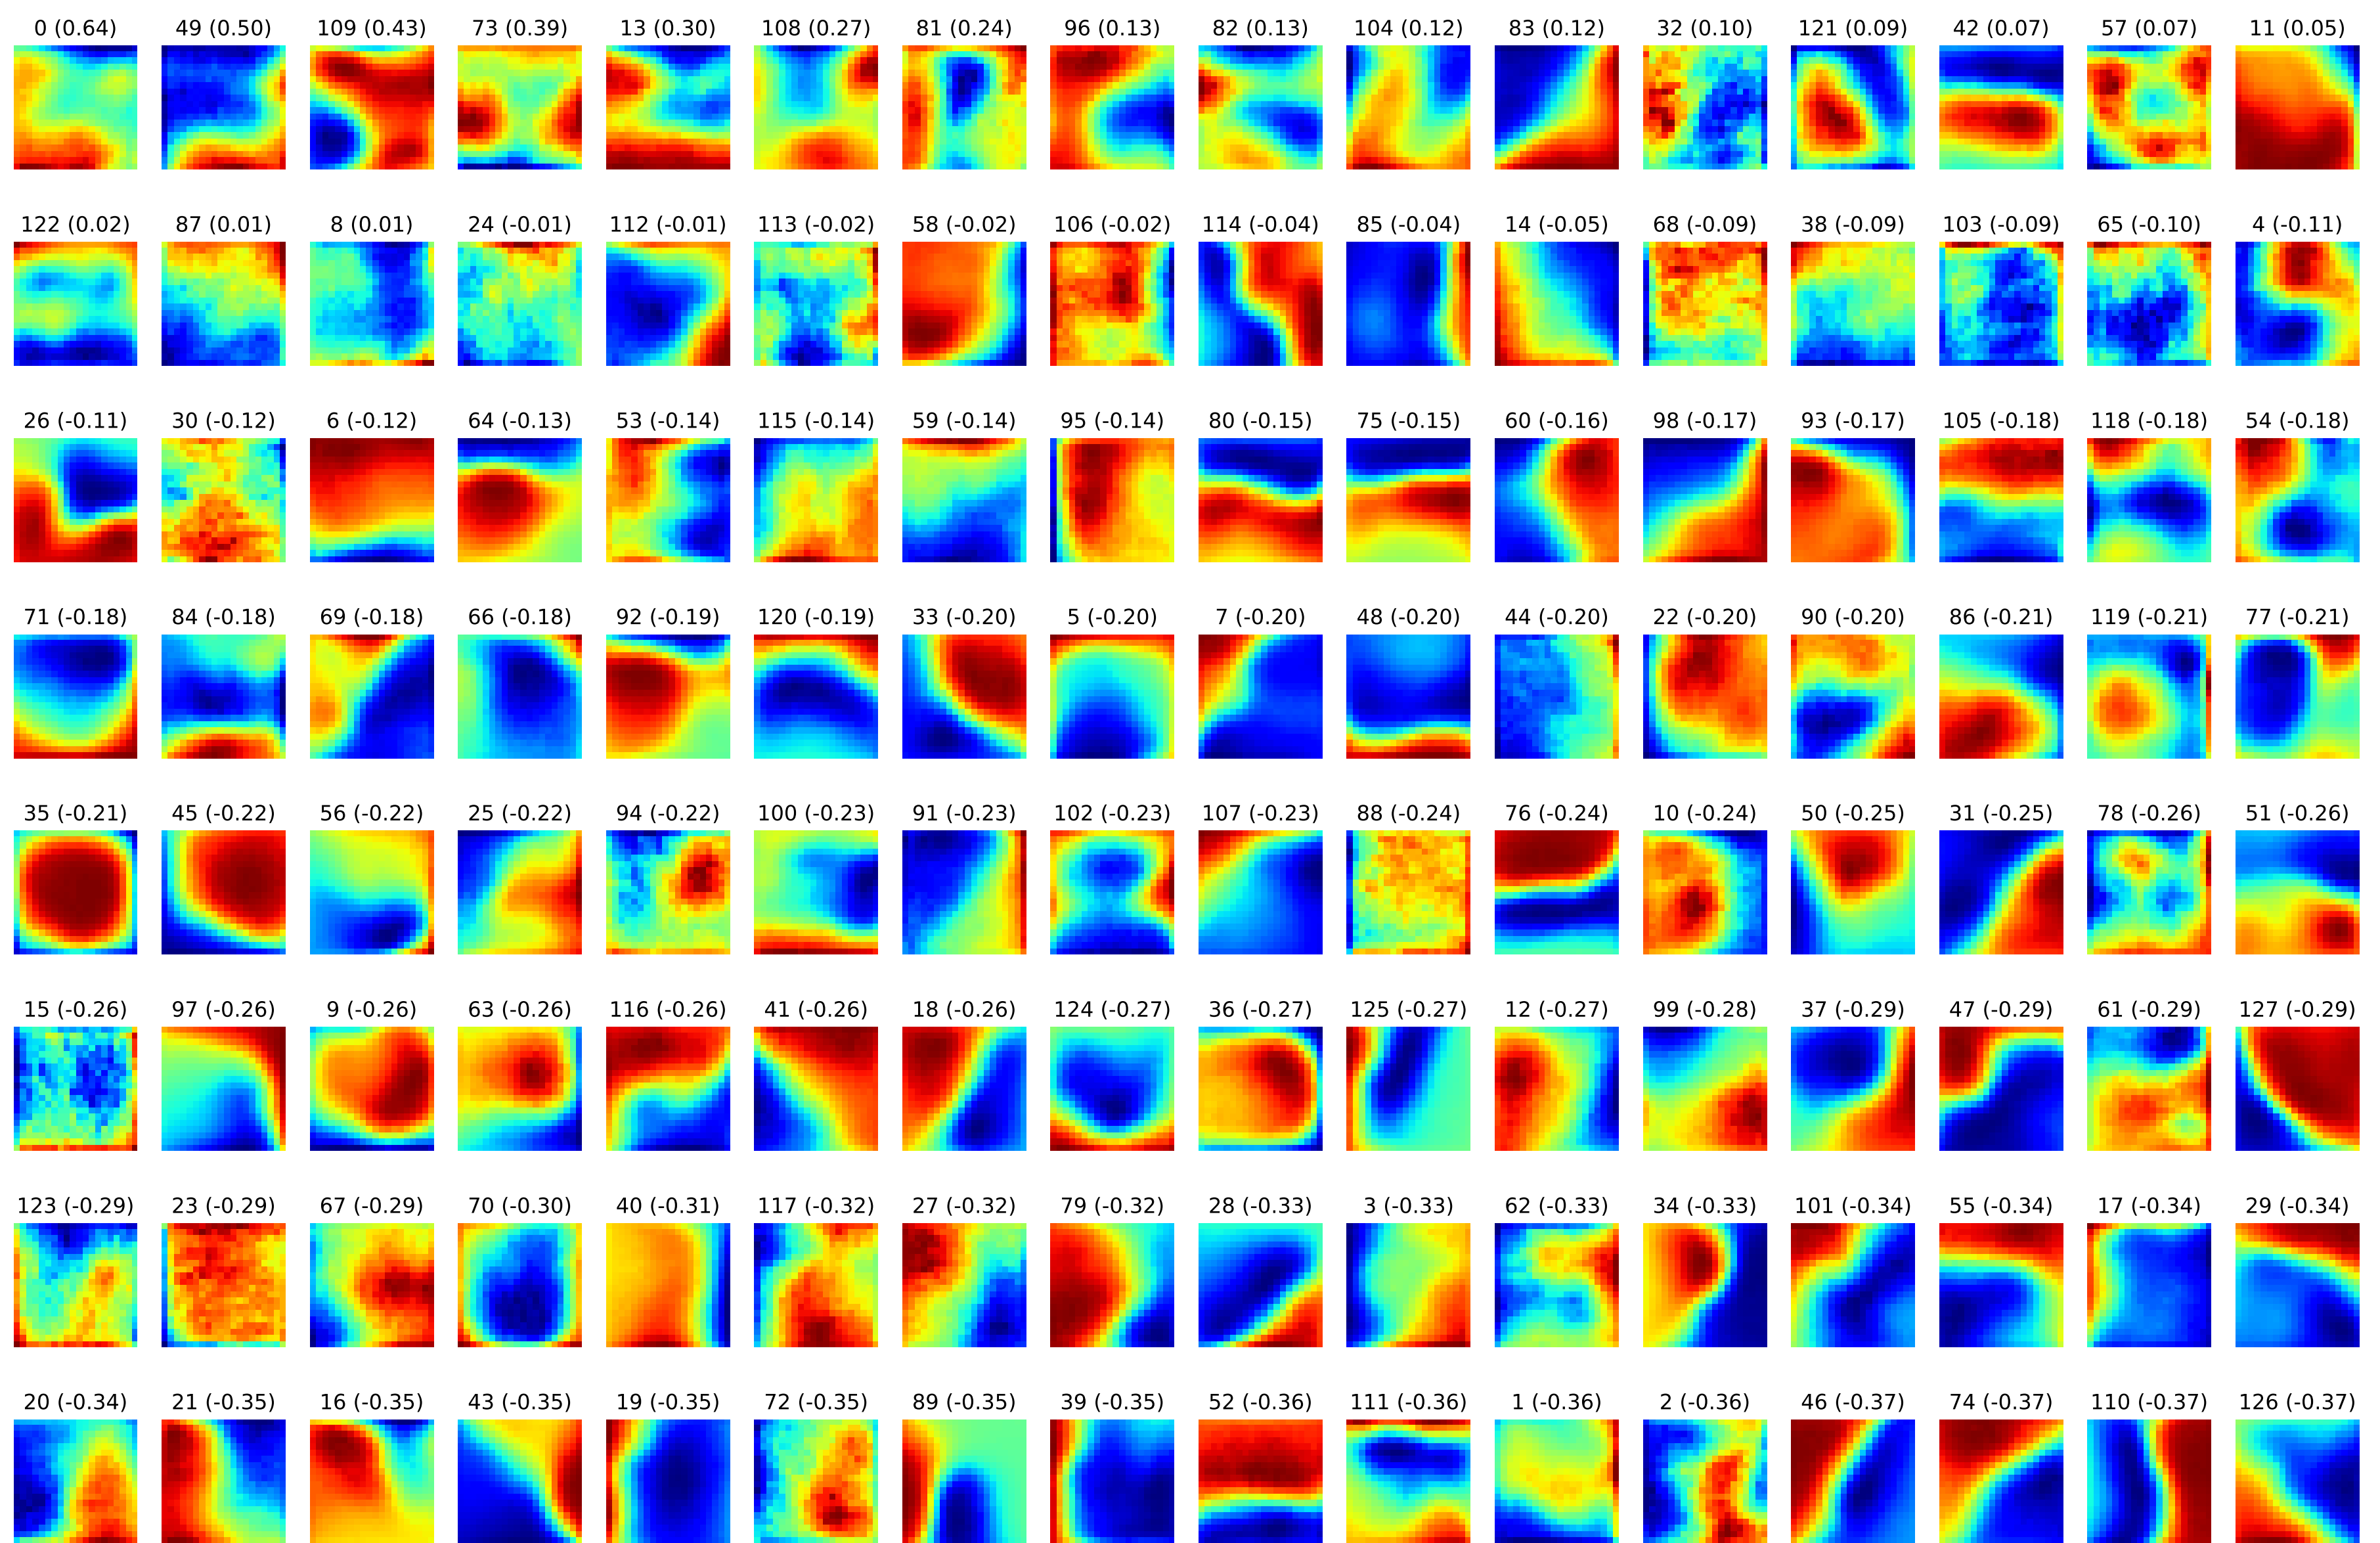 0 (0.64) 49 (0.50) 109 (0.43) 73 (0.39) 13 (0.30) 108 (0.27) 81 (0.24) 96 (0.13) 82 (0.13) 104 (0.12) 83 (0.12) 32 (0.10) 121 (0.09) 42 (0.07) 57 (0.07) 11 (0.05)
122 (0.02) 87 (0.01) 8 (0.01) 24 (-0.01) 112 (-0.01) 113 (-0.02) 58 (-0.02) 106 (-0.02) 114 (-0.04) 85 (-0.04) 14 (-0.05) 68 (-0.09) 38 (-0.09) 103 (-0.09) 65 (-0.10) 4 (-0.11)
26 (-0.11) 30 (-0.12) 6 (-0.12) 64 (-0.13) 53 (-0.14) 115 (-0.14) 59 (-0.14) 95 (-0.14) 80 (-0.15) 75 (-0.15) 60 (-0.16) 98 (-0.17) 93 (-0.17) 105 (-0.18) 118 (-0.18) 54 (-0.18)
71 (-0.18) 84 (-0.18) 69 (-0.18) 66 (-0.18) 92 (-0.19) 120 (-0.19) 33 (-0.20) 5 (-0.20) 7 (-0.20) 48 (-0.20) 44 (-0.20) 22 (-0.20) 90 (-0.20) 86 (-0.21) 119 (-0.21) 77 (-0.21)
35 (-0.21) 45 (-0.22) 56 (-0.22) 25 (-0.22) 94 (-0.22) 100 (-0.23) 91 (-0.23) 102 (-0.23) 107 (-0.23) 88 (-0.24) 76 (-0.24) 10 (-0.24) 50 (-0.25) 31 (-0.25) 78 (-0.26) 51 (-0.26)
15 (-0.26) 97 (-0.26) 9 (-0.26) 63 (-0.26) 116 (-0.26) 41 (-0.26) 18 (-0.26) 124 (-0.27) 36 (-0.27) 125 (-0.27) 12 (-0.27) 99 (-0.28) 37 (-0.29) 47 (-0.29) 61 (-0.29) 127 (-0.29)
123 (-0.29) 23 (-0.29) 67 (-0.29) 70 (-0.30) 40 (-0.31) 117 (-0.32) 27 (-0.32) 79 (-0.32) 28 (-0.33) 3 (-0.33) 62 (-0.33) 34 (-0.33) 101 (-0.34) 55 (-0.34) 17 (-0.34) 29 (-0.34)
20 (-0.34) 21 (-0.35) 16 (-0.35) 43 (-0.35) 19 (-0.35) 72 (-0.35) 89 (-0.35) 39 (-0.35) 52 (-0.36) 111 (-0.36) 1 (-0.36) 2 (-0.36) 46 (-0.37) 74 (-0.37) 110 (-0.37) 126 (-0.37)